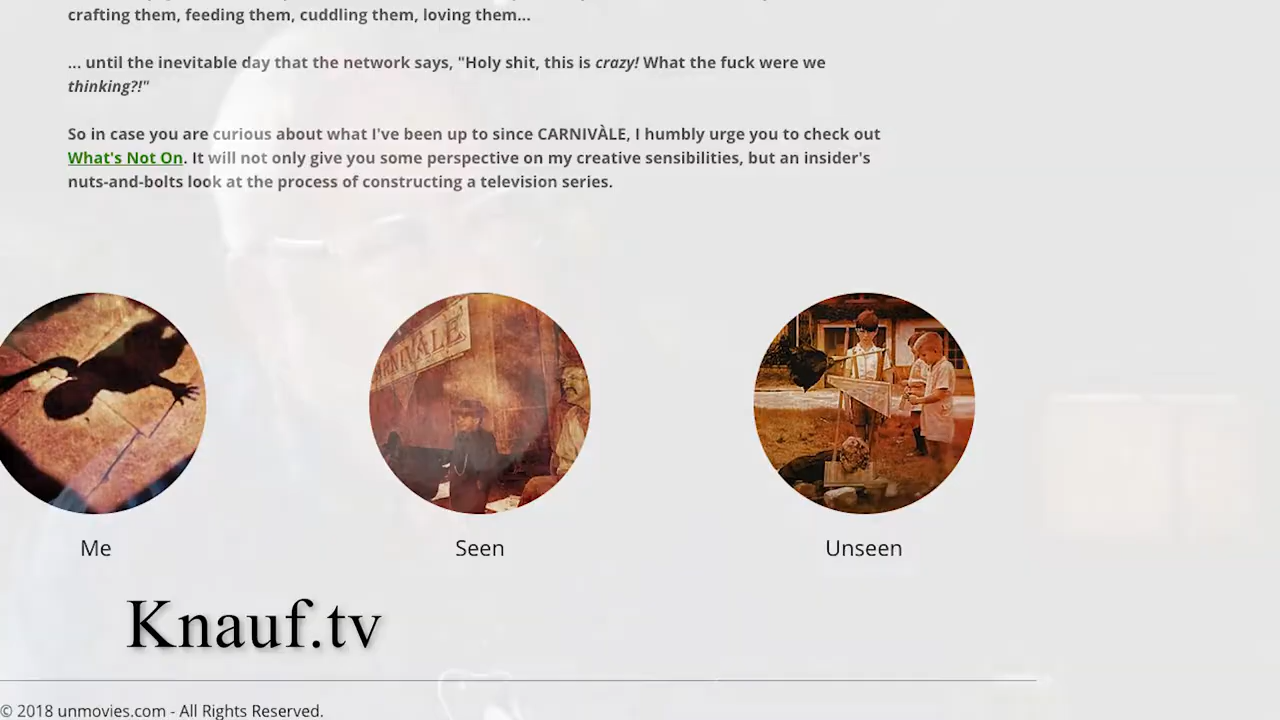 crafting them, feeding them, cuddling them, loving them...
... until the inevitable day that the network says, "Holy shit, this is crazy! What the fuck were we
thinking?!"
So in case you are curious about what I've been up to since CARNIVÀLE, I humbly urge you to check out
What's Not On. It will not only give you some perspective on my creative sensibilities, but an insider's
nuts-and-bolts look at the process of constructing a television series.
CARNIVÀLE
Me
Seen
Unseen
Knauf.tv
© 2018 unmovies.com - All Rights Reserved.